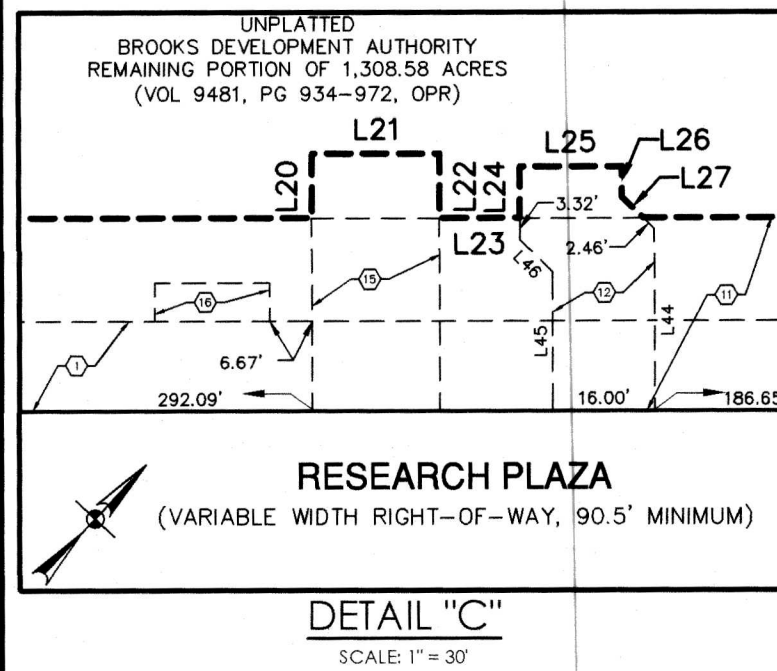 UNPLATTED
BROOKS DEVELOPMENT AUTHORITY
REMAINING PORTION OF 1,308.58 ACRES
(VOL 9481, PG 934-972, OPR)
L21
L25
L26
L27
L20
L22
L24
3.32'
L23
2.46'
L46
15
16
12
11
L44
L45
1
6.67'
292.09'
16.00'
186.65
RESEARCH PLAZA
(VARIABLE WIDTH RIGHT-OF-WAY, 90.5' MINIMUM)
DETAIL "C"
SCALE: 1" = 30'